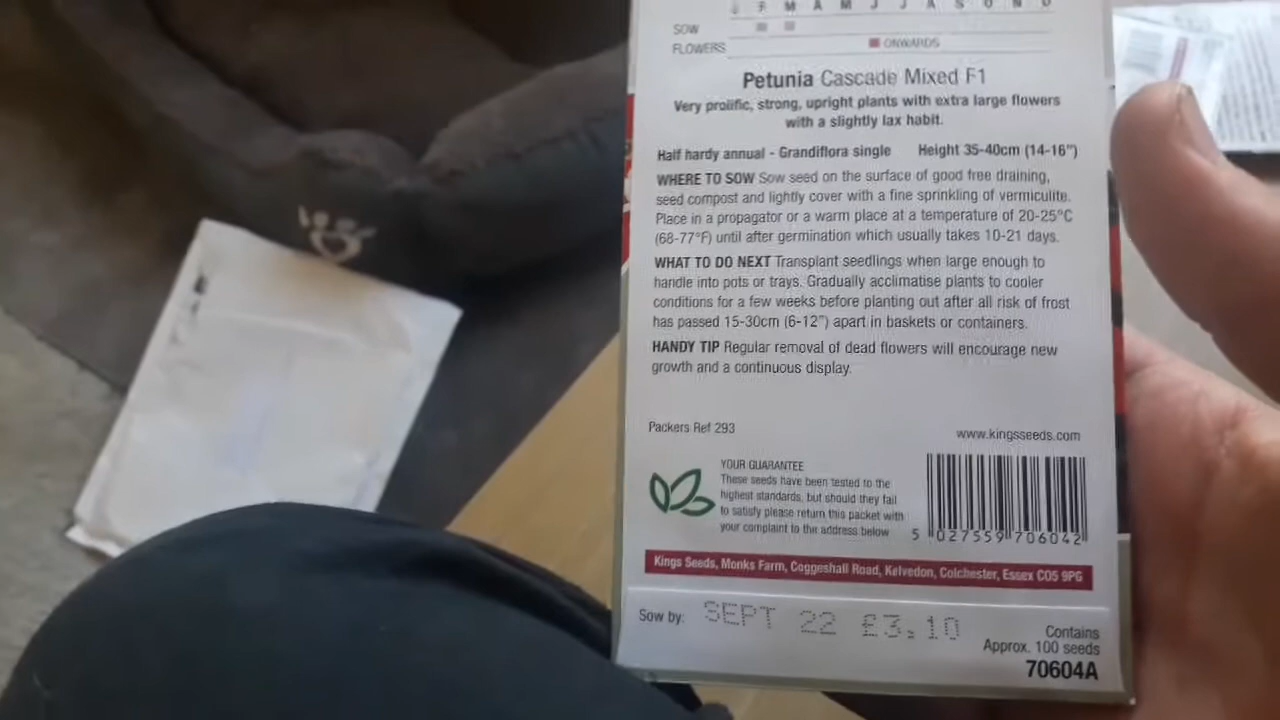 J F M A M J J A S O N D
SOW
FLOWERS ONWARDS
Petunia Cascade Mixed F1
Very prolific, strong, upright plants with extra large flowers
with a slightly lax habit.
Half hardy annual - Grandiflora single Height 35-40cm (14-16")
WHERE TO SOW Sow seed on the surface of good free draining,
seed compost and lightly cover with a fine sprinkling of vermiculite.
Place in a propagator or a warm place at a temperature of 20-25°C
(68-77°F) until after germination which usually takes 10-21 days.
WHAT TO DO NEXT Transplant seedlings when large enough to
handle into pots or trays. Gradually acclimatise plants to cooler
conditions for a few weeks before planting out after all risk of frost
has passed 15-30cm (6-12") apart in baskets or containers.
HANDY TIP Regular removal of dead flowers will encourage new
growth and a continuous display.
Packers Ref 293
www.kingsseeds.com
YOUR GUARANTEE
These seeds have been tested to the
highest standards, but should they fail
to satisfy please return this packet with
your complaint to the address below
5 027559 706042
Kings Seeds, Monks Farm, Coggeshall Road, Kelvedon, Colchester, Essex CO5 9PG
Sow by: SEPT 22 £3.10
Contains
Approx. 100 seeds
70604A